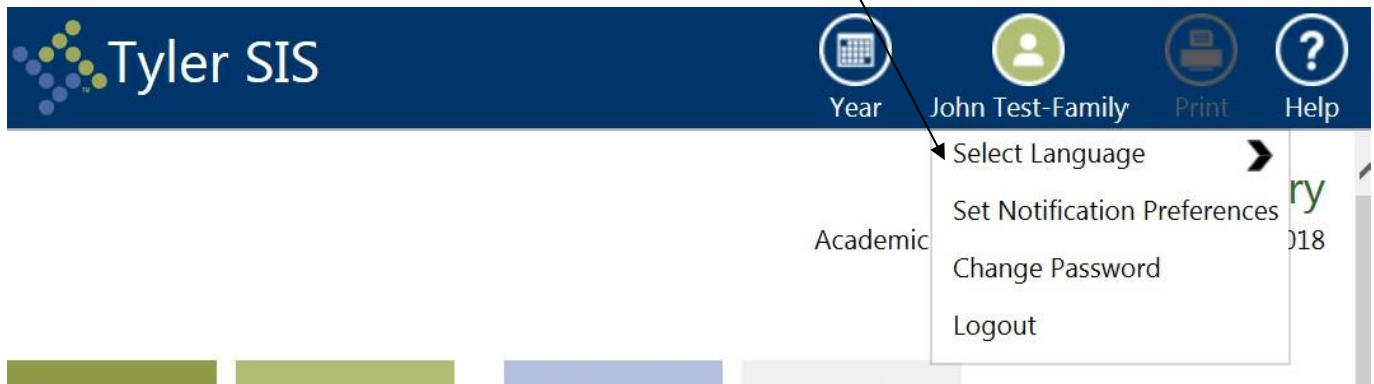 Tyler SIS
Year John Test-Family Print Help
Select Language
ry
Set Notification Preferences
Academic 018
Change Password
Logout